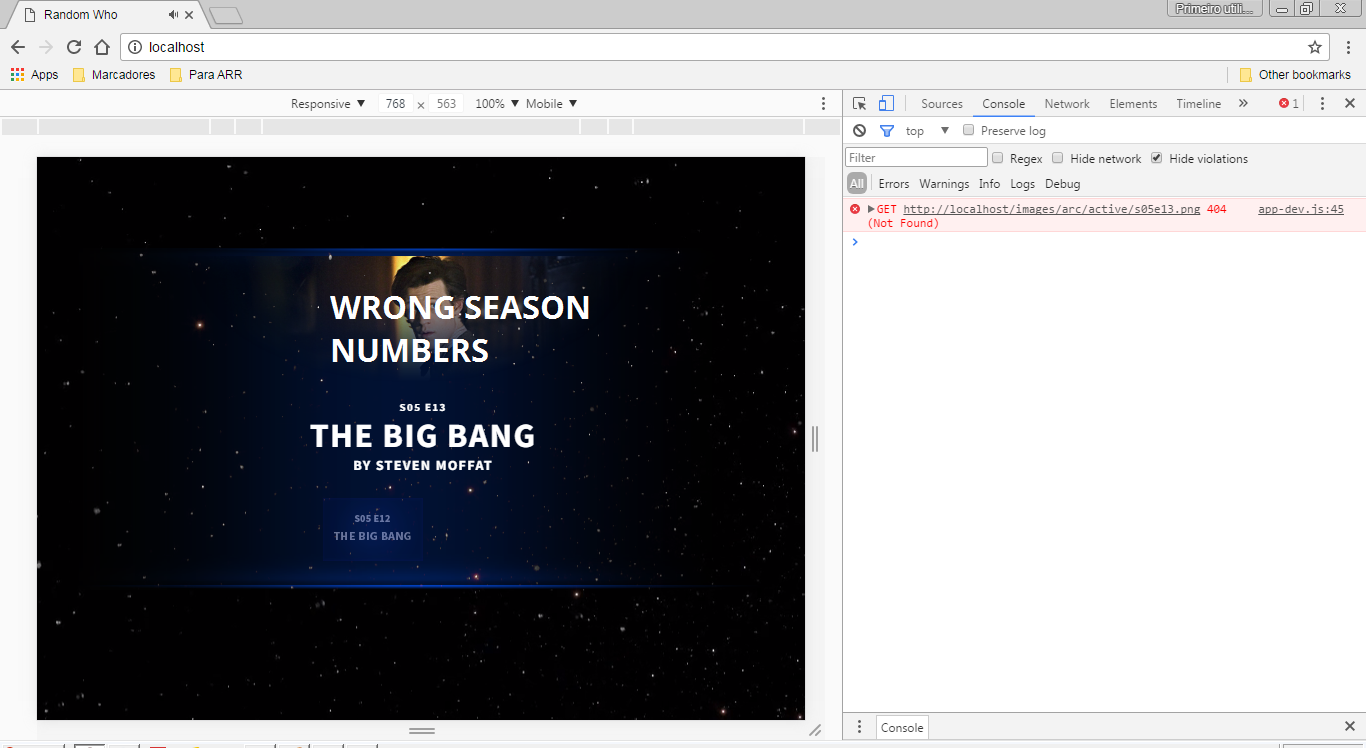 Random Who
Primeiro utili...
localhost
Apps Marcadores Para ARR Other bookmarks
Responsive ▼ 768 x 563 100% ▼ Mobile ▼
Sources Console Network Elements Timeline » 1
top ▼ Preserve log
Filter Regex Hide network Hide violations
All Errors Warnings Info Logs Debug
GET http://localhost/images/arc/active/s05e13.png 404 app-dev.js:45
(Not Found)
WRONG SEASON
NUMBERS
S05 E13
THE BIG BANG
BY STEVEN MOFFAT
S05 E12
THE BIG BANG
Console